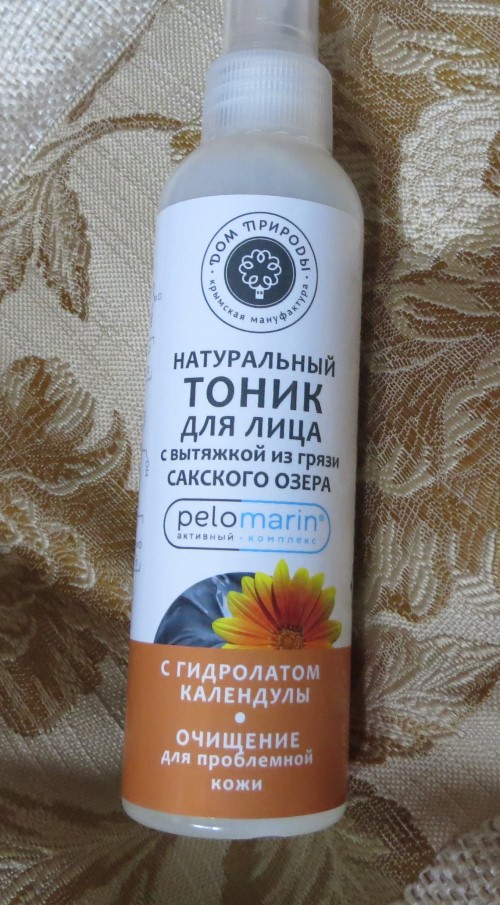 ДОМ ПРИРОДЫ
крымская мануфактура
НАТУРАЛЬНЫЙ
ТОНИК
ДЛЯ ЛИЦА
с вытяжкой из грязи
САКСКОГО ОЗЕРА
pelomarin®
активный · комплекс
С ГИДРОЛАТОМ
КАЛЕНДУЛЫ
•
ОЧИЩЕНИЕ
для проблемной
кожи